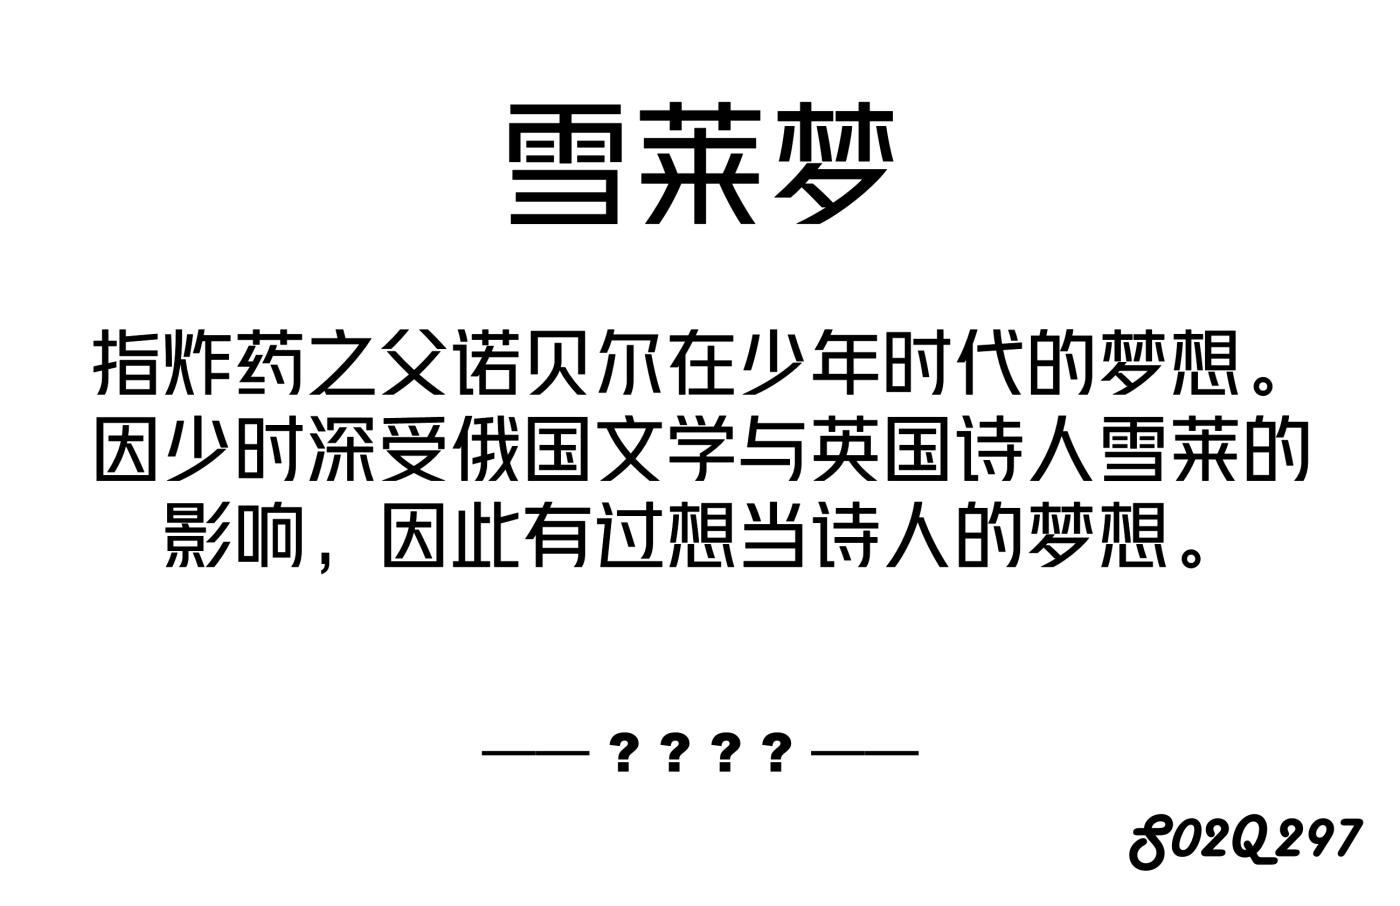 雪莱梦
指炸药之父诺贝尔在少年时代的梦想。
因少时深受俄国文学与英国诗人雪莱的
影响，因此有过想当诗人的梦想。
——？？？？——
S02Q297